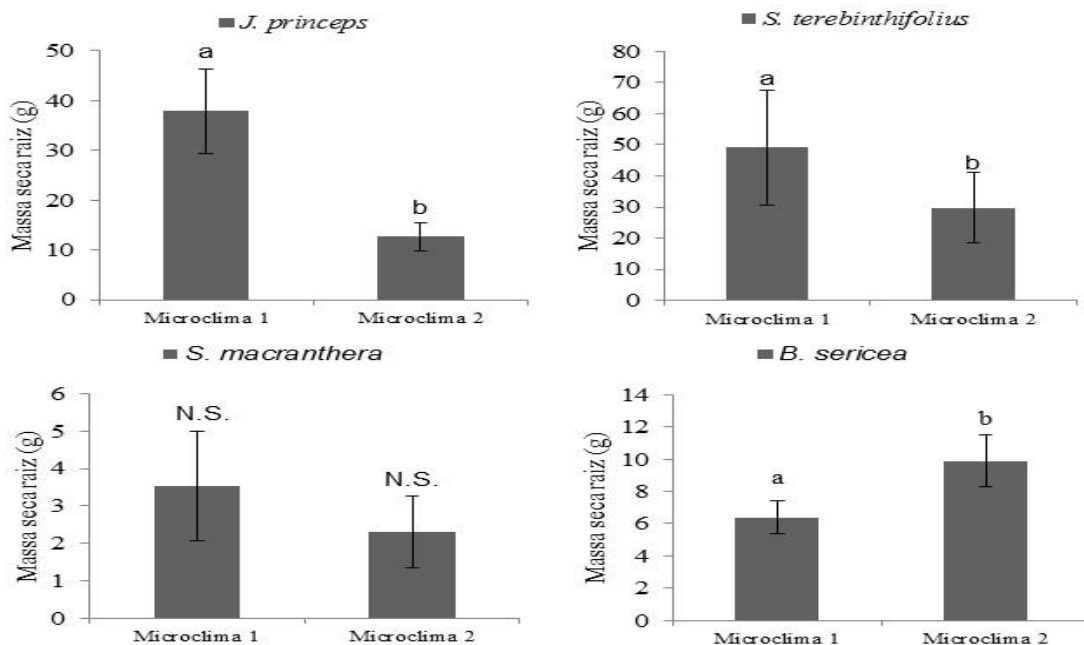 J. princeps
Massa seca raiz (g)
50
40
30
20
10
0
a
b
Microclima 1
Microclima 2
S. terebinthifolius
Massa seca raiz (g)
80
70
60
50
40
30
20
10
0
a
b
Microclima 1
Microclima 2
S. macranthera
Massa seca raiz (g)
6
5
4
3
2
1
0
N.S.
N.S.
Microclima 1
Microclima 2
B. sericea
Massa seca raiz (g)
14
12
10
8
6
4
2
0
a
b
Microclima 1
Microclima 2